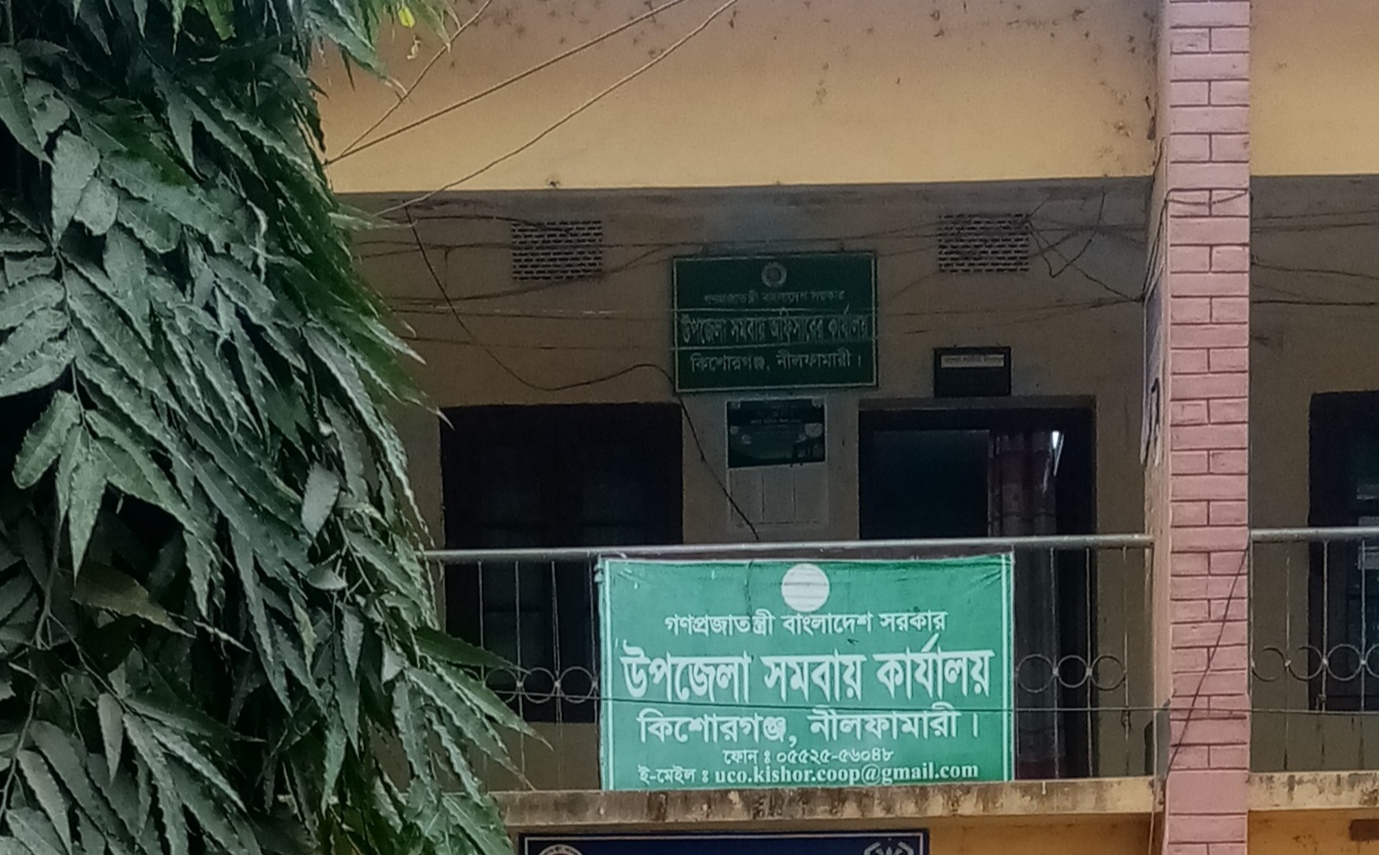 গণপ্রজাতন্ত্রী বাংলাদেশ সরকার
উপজেলা সমবায় অফিসারের কার্যালয়
কিশোরগঞ্জ, নীলফামারী।
গণপ্রজাতন্ত্রী বাংলাদেশ সরকার
উপজেলা সমবায় কার্যালয়
কিশোরগঞ্জ, নীলফামারী।
ফোন ঃ ০৫৫২৫-৫৬০৪৮
ই-মেইল ঃ uco.kishor.coop@gmail.com